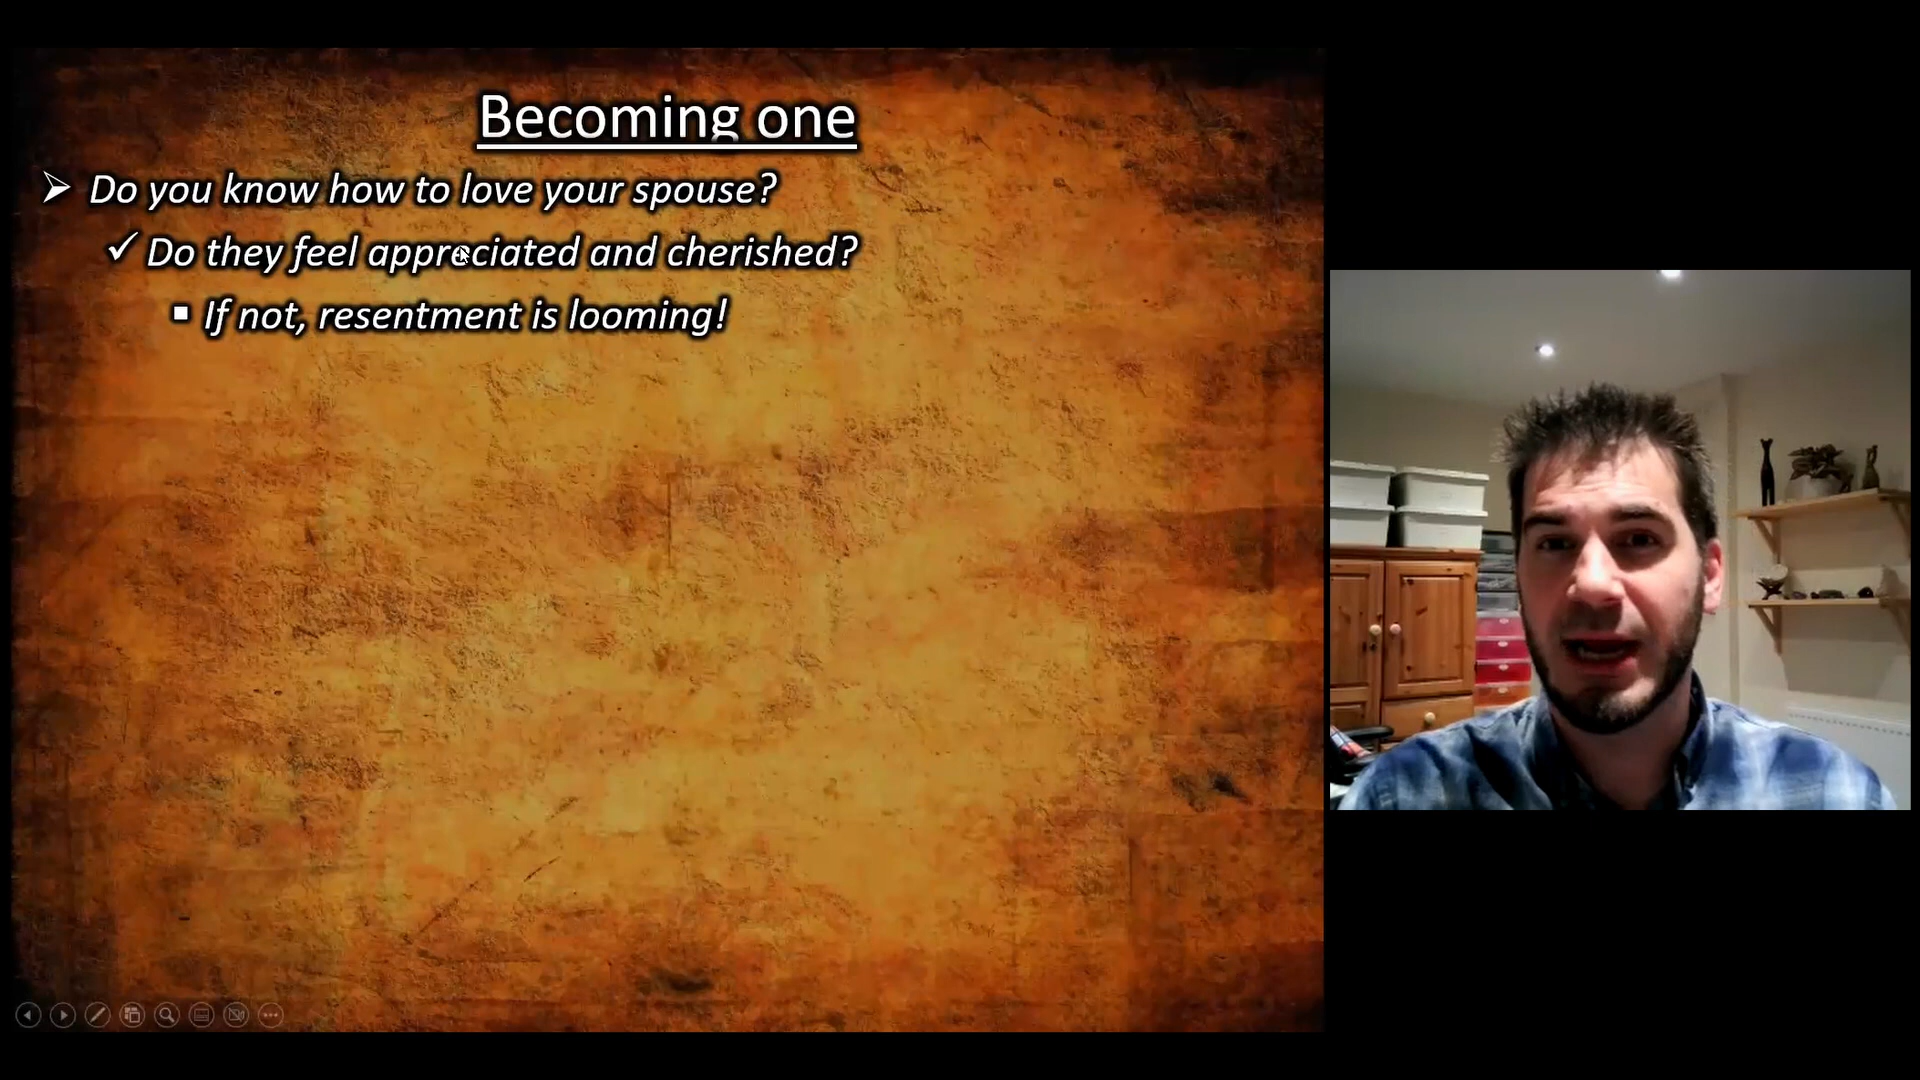 Becoming one
Do you know how to love your spouse?
Do they feel appreciated and cherished?
If not, resentment is looming!